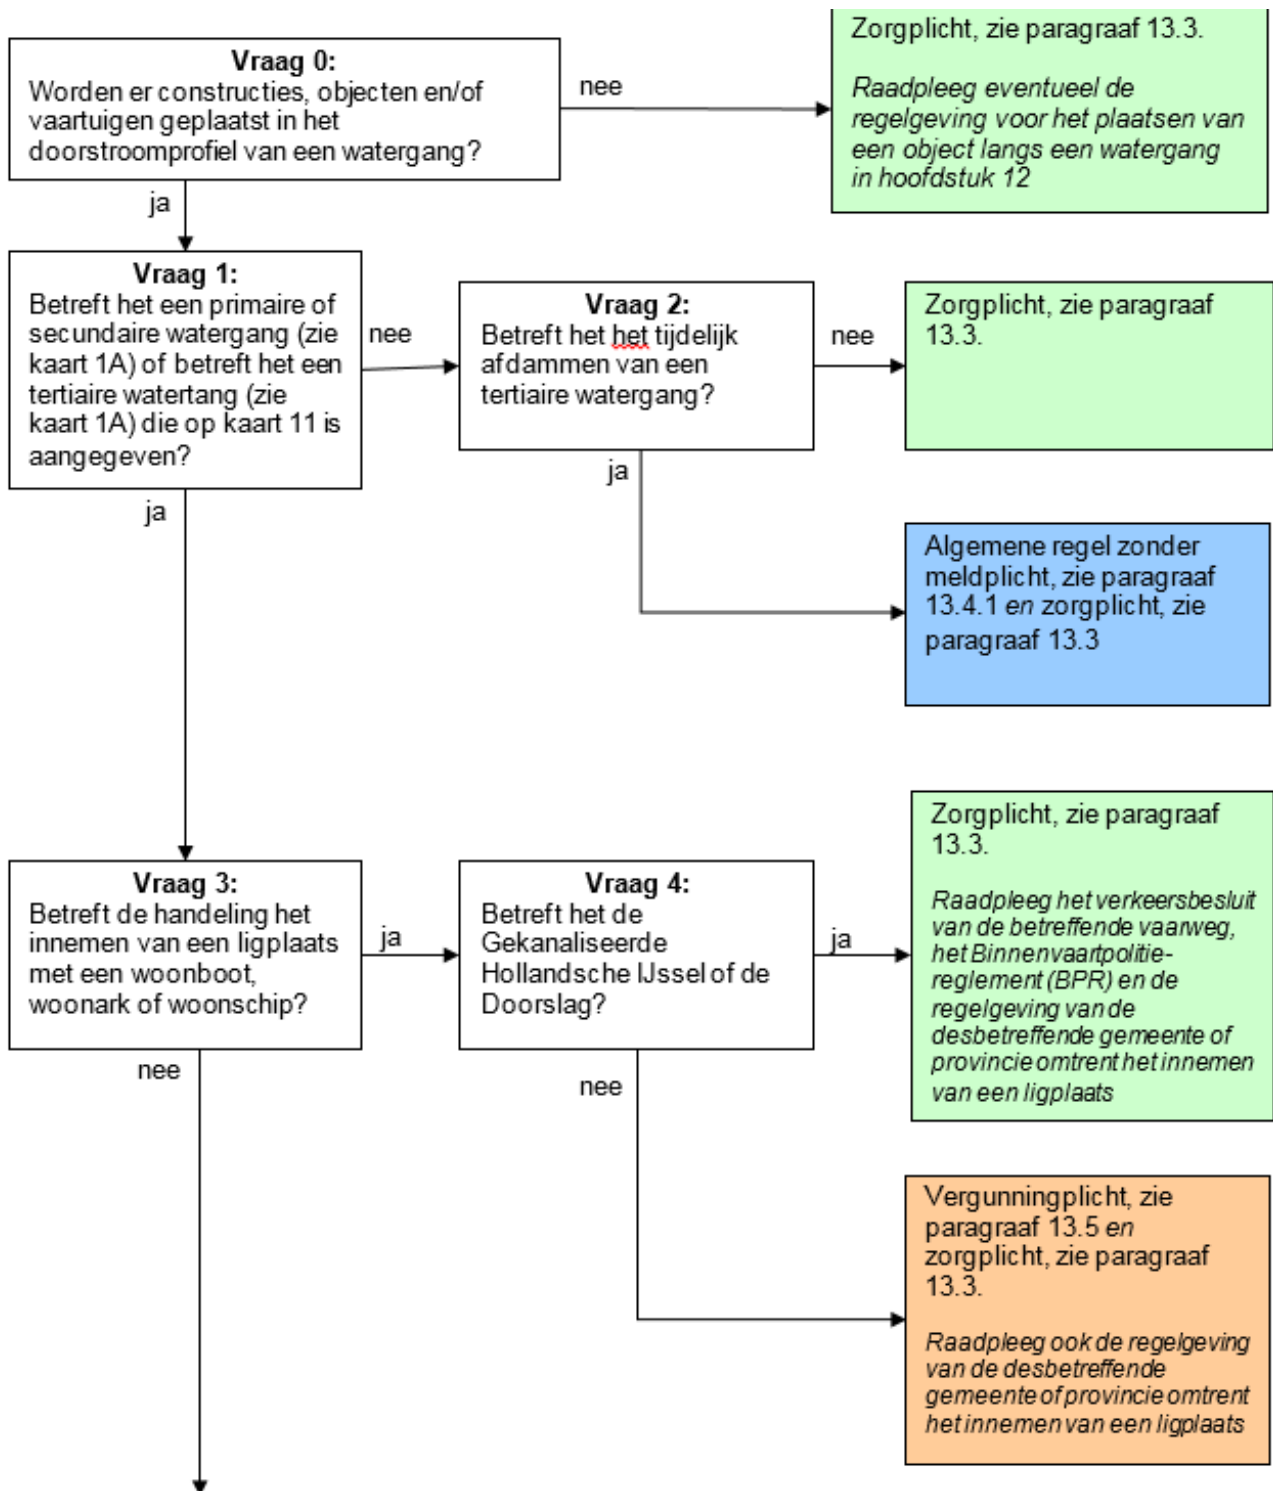 Vraag 0:
Worden er constructies, objecten en/of
vaartuigen geplaatst in het
doorstroomprofiel van een watergang?
nee
Zorgplicht, zie paragraaf 13.3.
Raadpleeg eventueel de
regelgeving voor het plaatsen van
een object langs een watergang
in hoofdstuk 12
ja
Vraag 1:
Betreft het een primaire of
secundaire watergang (zie
kaart 1A) of betreft het een
tertiaire watertang (zie
kaart 1A) die op kaart 11 is
aangegeven?
nee
Vraag 2:
Betreft het het tijdelijk
afdammen van een
tertiaire watergang?
nee
Zorgplicht, zie paragraaf
13.3.
ja
ja
Algemene regel zonder
meldplicht, zie paragraaf
13.4.1 en zorgplicht, zie
paragraaf 13.3
Vraag 3:
Betreft de handeling het
innemen van een ligplaats
met een woonboot,
woonark of woonschip?
ja
Vraag 4:
Betreft het de
Gekanaliseerde
Hollandsche IJssel of de
Doorslag?
ja
Zorgplicht, zie paragraaf
13.3.
Raadpleeg het verkeersbesluit
van de betreffende vaarweg,
het Binnenvaartpolitie-
reglement (BPR) en de
regelgeving van de
desbetreffende gemeente of
provincie omtrent het innemen
van een ligplaats
nee
nee
Vergunningplicht, zie
paragraaf 13.5 en
zorgplicht, zie paragraaf
13.3.
Raadpleeg ook de regelgeving
van de desbetreffende
gemeente of provincie omtrent
het innemen van een ligplaats